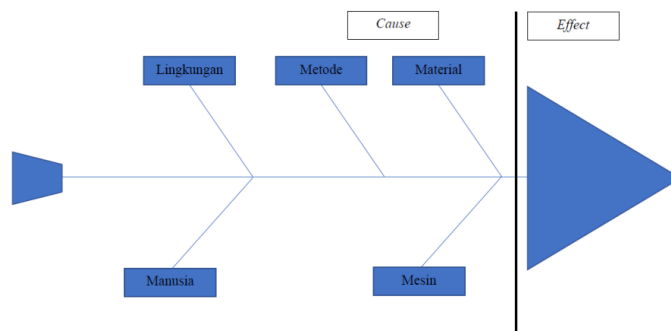 Cause
Effect
Lingkungan
Metode
Material
Manusia
Mesin